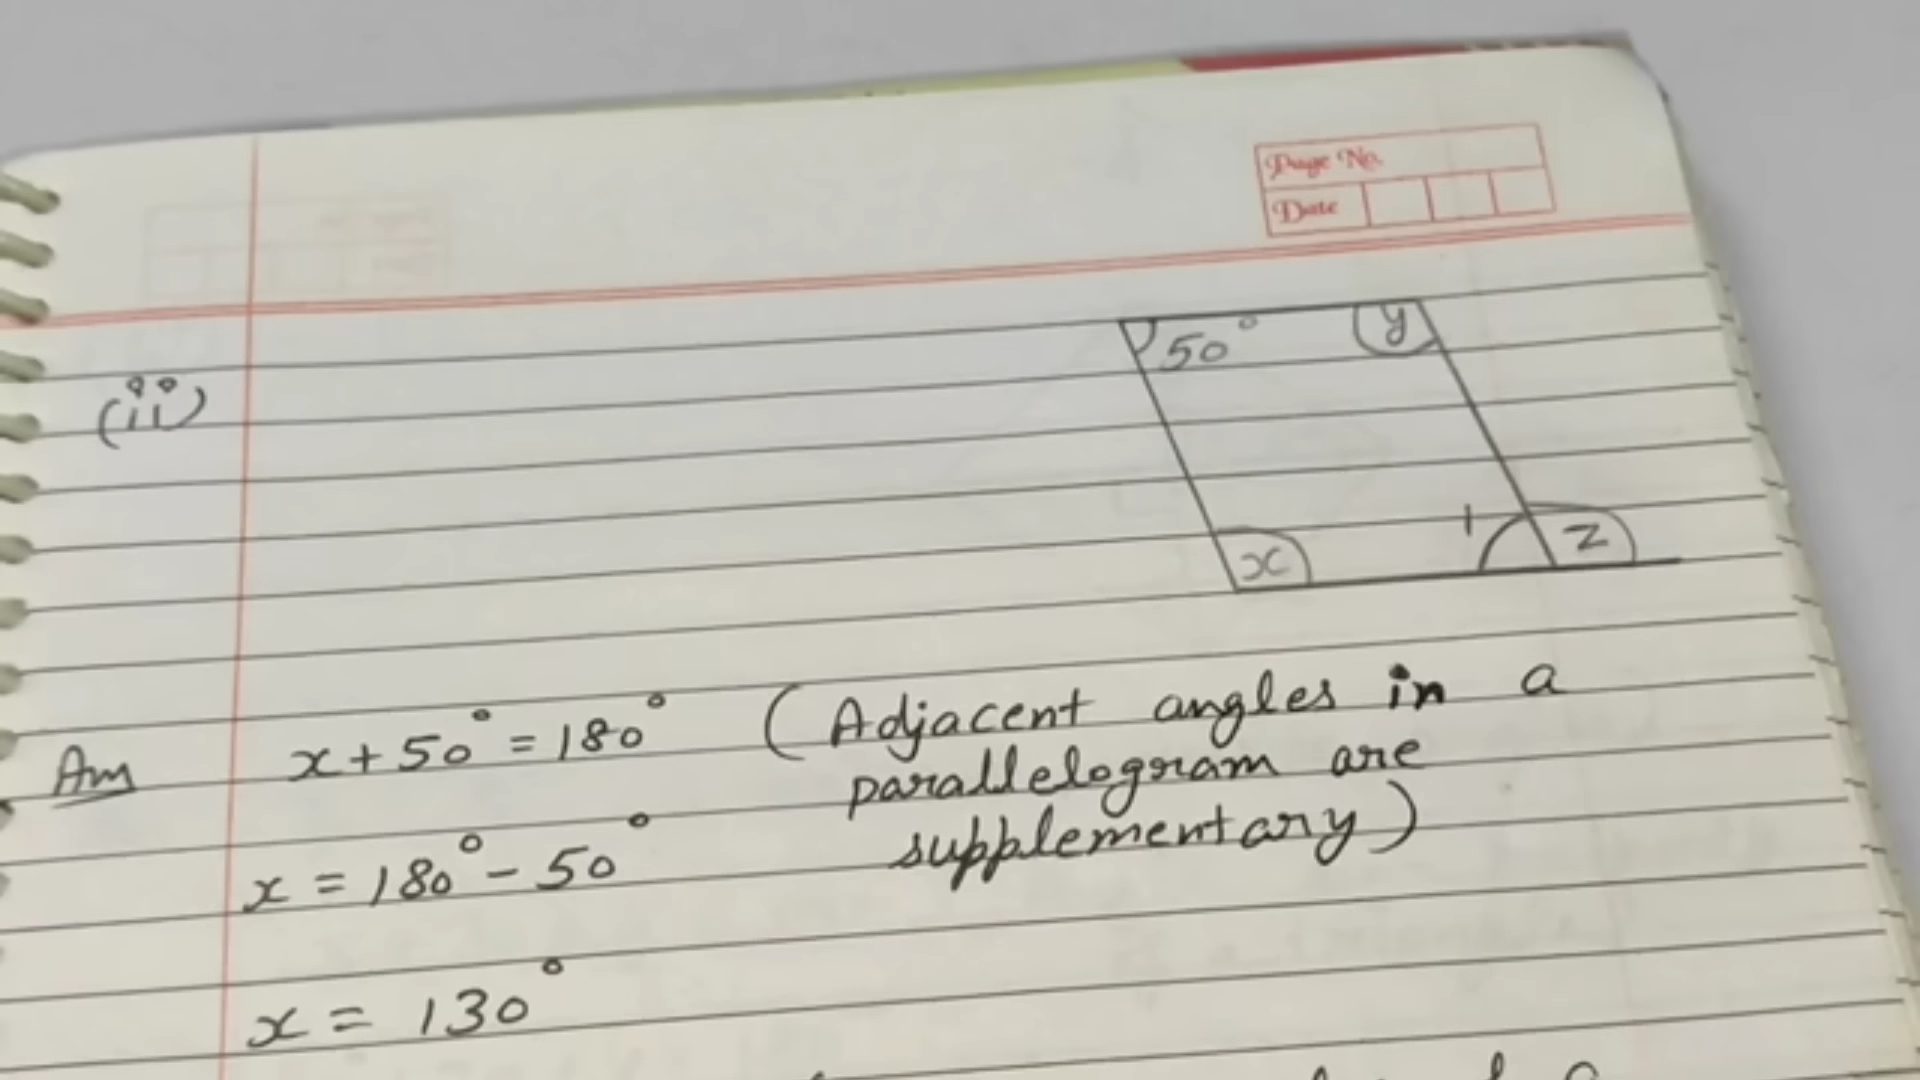 Page No.
Date
(ii)
50° y
1 z
x
Ans x + 50° = 180° (Adjacent angles in a
parallelogram are
supplementary)
x = 180° - 50°
x = 130°